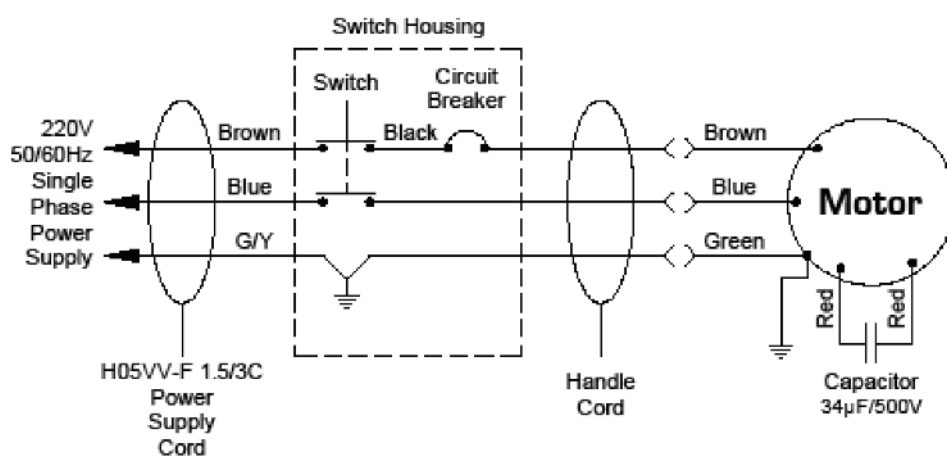 Switch Housing
Switch
Circuit
Breaker
220V
50/60Hz
Single
Phase
Power
Supply
Brown
Black
Brown
Blue
Blue
G/Y
Green
Motor
Red
Red
H05VV-F 1.5/3C
Power
Supply
Cord
Handle
Cord
Capacitor
34µF/500V